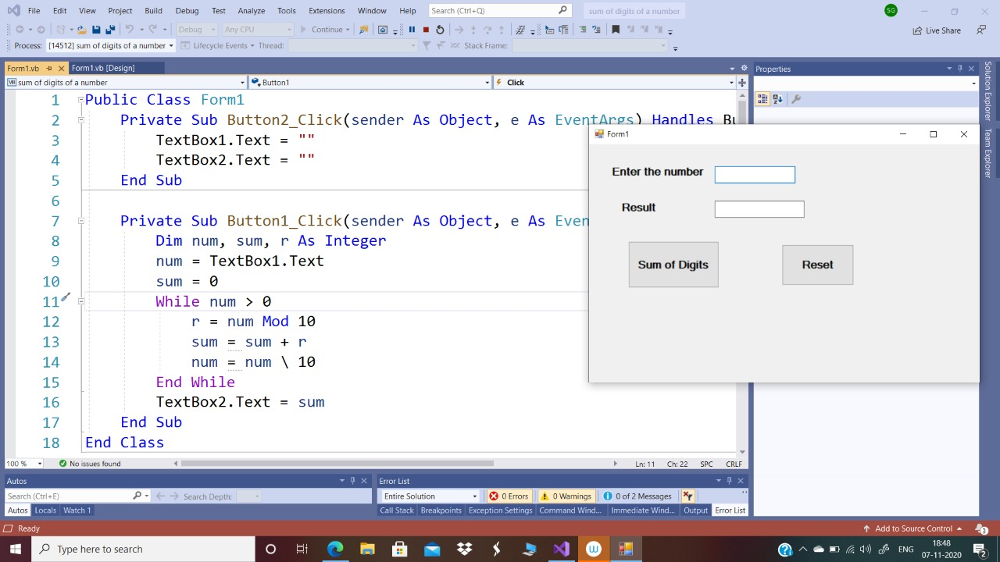 File Edit View Project Build Debug Test Analyze Tools Extensions Window Help Search (Ctrl+Q) sum of digits of a number SG
Debug Any CPU Continue Live Share
Process: [14512] sum of digits of a number Lifecycle Events Thread: Stack Frame:
Form1.vb Form1.vb [Design] Properties
sum of digits of a number Button1 Click
Solution Explorer
Team Explorer
1 Public Class Form1
2 Private Sub Button2_Click(sender As Object, e As EventArgs) Handles Bu
3 TextBox1.Text = ""
4 TextBox2.Text = ""
5 End Sub
6
7 Private Sub Button1_Click(sender As Object, e As Even
8 Dim num, sum, r As Integer
9 num = TextBox1.Text
10 sum = 0
11 While num > 0
12 r = num Mod 10
13 sum = sum + r
14 num = num \ 10
15 End While
16 TextBox2.Text = sum
17 End Sub
18 End Class
Form1
Enter the number
Result
Sum of Digits Reset
100 % No issues found Ln: 11 Ch: 22 SPC CRLF
Autos Error List
Search (Ctrl+E) Search Depth: Entire Solution 0 Errors 0 Warnings 0 of 2 Messages
Autos Locals Watch 1 Call Stack Breakpoints Exception Settings Command Wind... Immediate Wind... Output Error List
Ready Add to Source Control 3
Type here to search ENG 18:48
07-11-2020 2